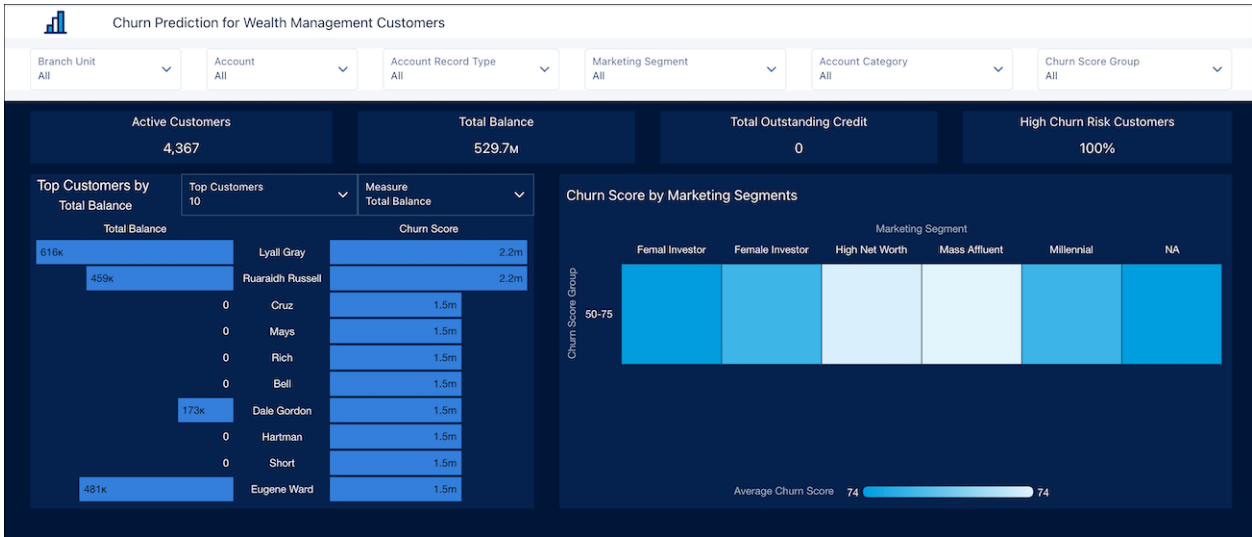 Churn Prediction for Wealth Management Customers
Branch Unit
All
Account
All
Account Record Type
All
Marketing Segment
All
Account Category
All
Churn Score Group
All
Active Customers
4,367
Total Balance
529.7M
Total Outstanding Credit
0
High Churn Risk Customers
100%
Top Customers by
Total Balance
Top Customers
10
Measure
Total Balance
Total Balance
Churn Score
616K Lyall Gray 2.2m
459K Ruaraidh Russell 2.2m
0 Cruz 1.5m
0 Mays 1.5m
0 Rich 1.5m
0 Bell 1.5m
173K Dale Gordon 1.5m
0 Hartman 1.5m
0 Short 1.5m
481K Eugene Ward 1.5m
Churn Score by Marketing Segments
Marketing Segment
Femal Investor Female Investor High Net Worth Mass Affluent Millennial NA
Churn Score Group
50-75
Average Churn Score 74 74